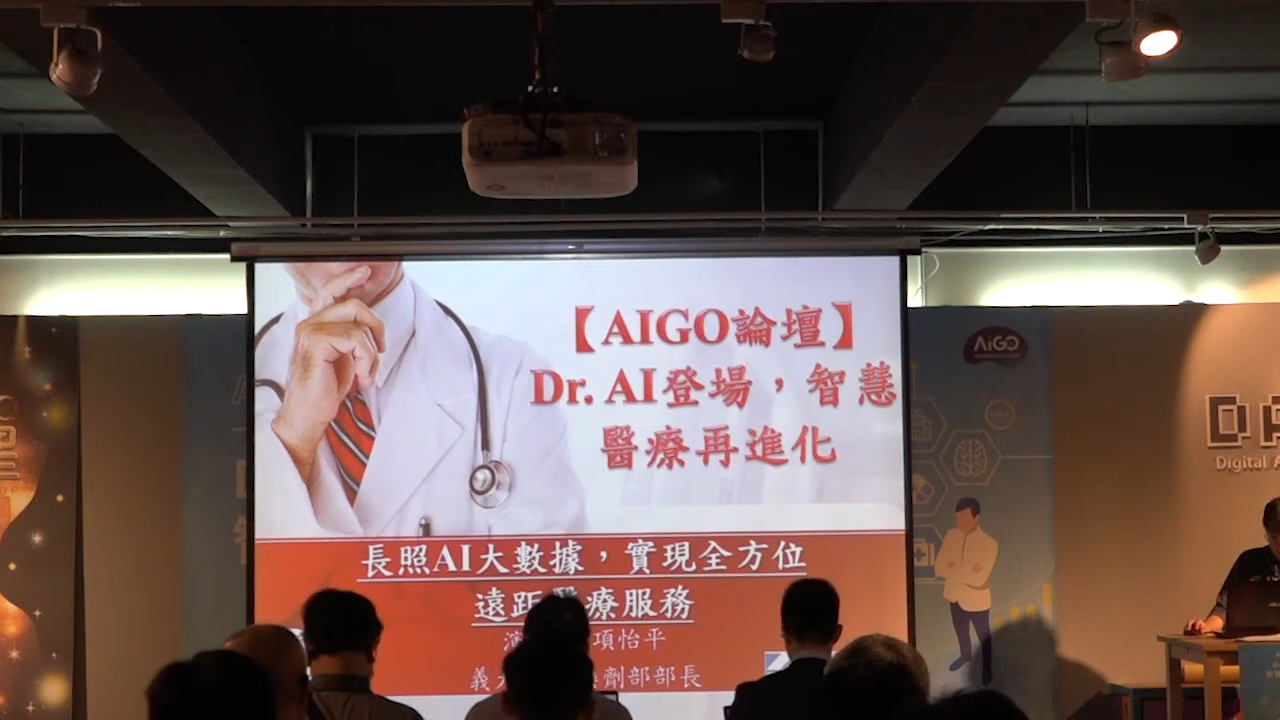 【AIGO論壇】
Dr. AI登場，智慧
醫療再進化
長照AI大數據，實現全方位
遠距醫療服務
項怡平
劑部部長
AiGO
Digital A